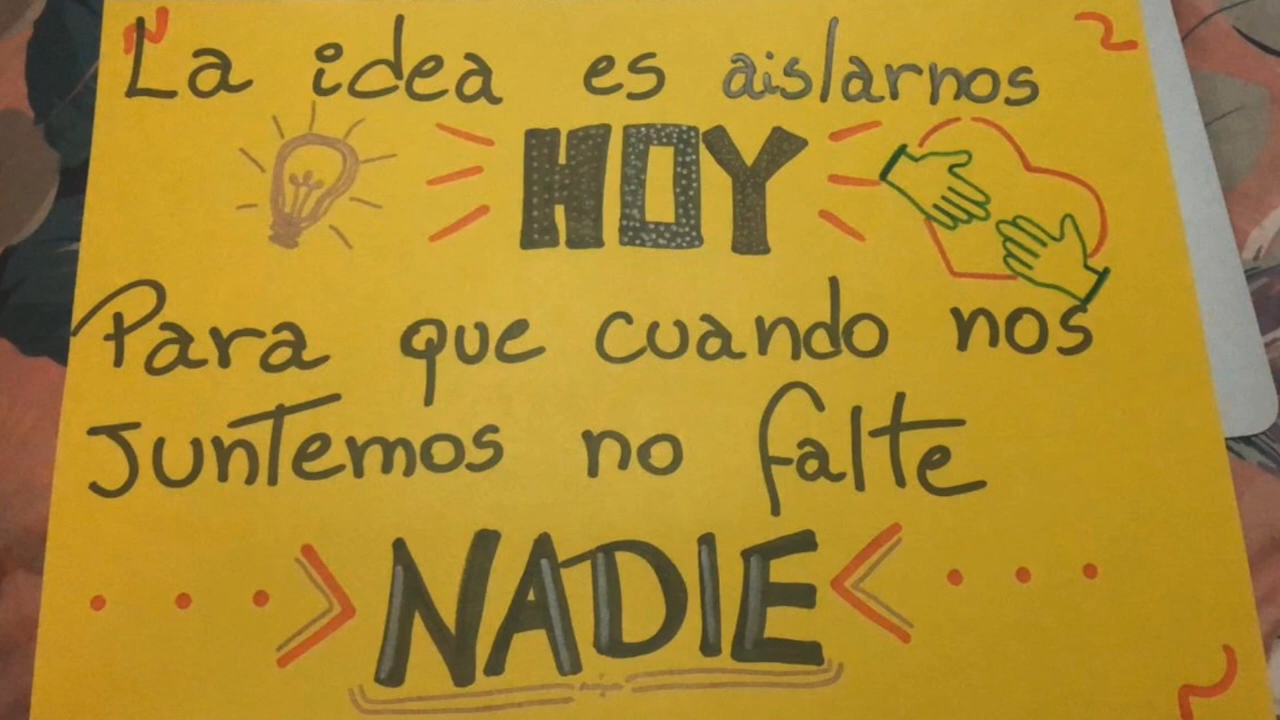 La idea es aislarnos
HOY
Para que cuando nos
Juntemos no falte
NADIE